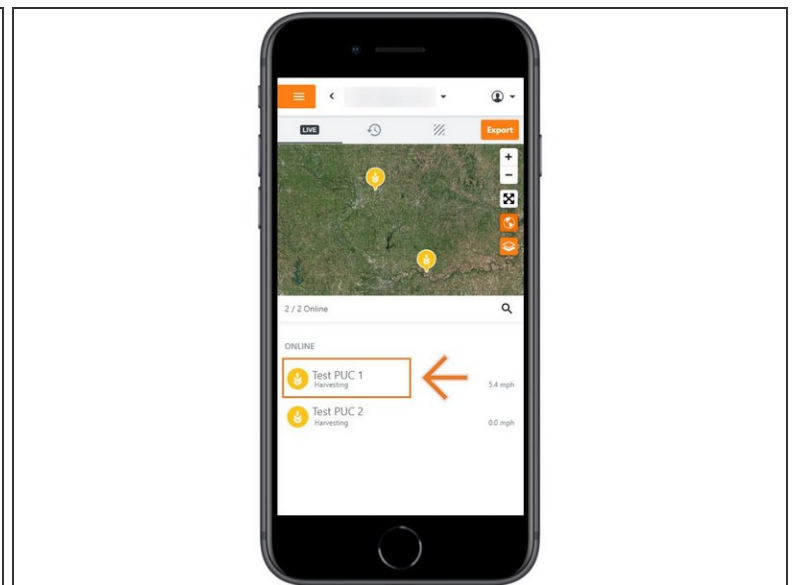 LIVE
Export
+
-
2 / 2 Online
ONLINE
Test PUC 1
Harvesting
5.4 mph
Test PUC 2
Harvesting
0.0 mph